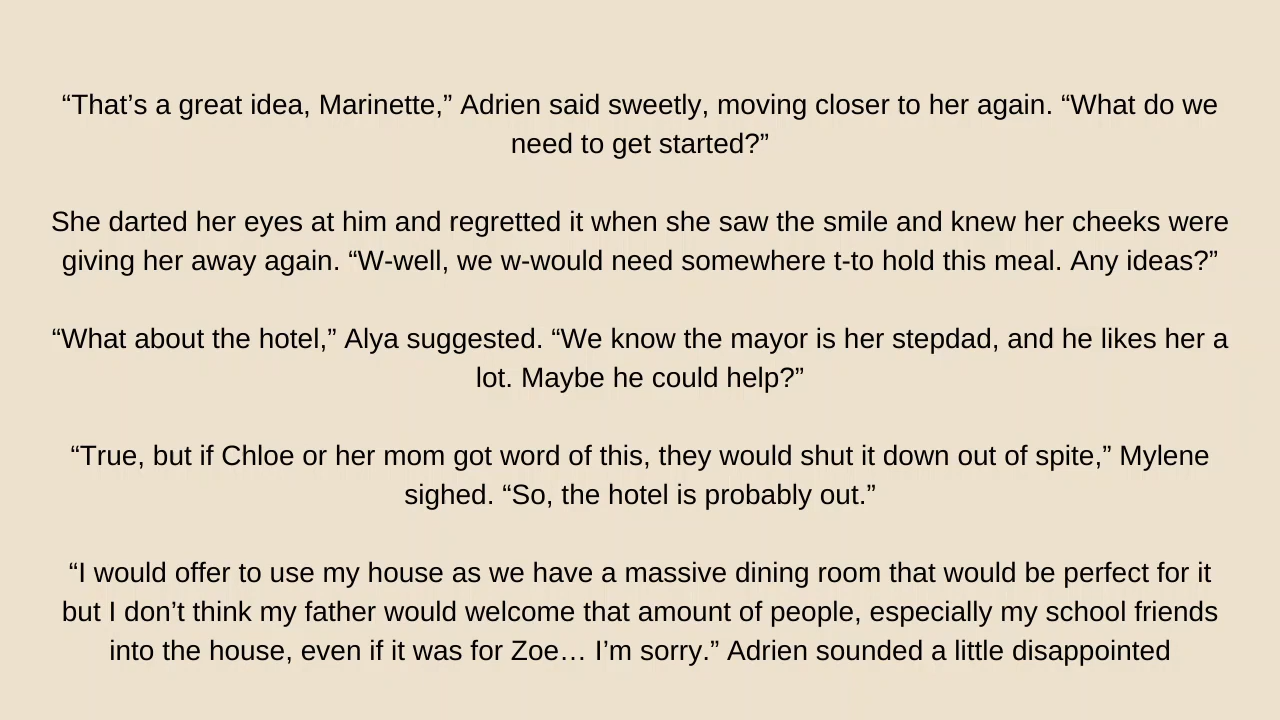 “That’s a great idea, Marinette,” Adrien said sweetly, moving closer to her again. “What do we
need to get started?”
She darted her eyes at him and regretted it when she saw the smile and knew her cheeks were
giving her away again. “W-well, we w-would need somewhere t-to hold this meal. Any ideas?”
“What about the hotel,” Alya suggested. “We know the mayor is her stepdad, and he likes her a
lot. Maybe he could help?”
“True, but if Chloe or her mom got word of this, they would shut it down out of spite,” Mylene
sighed. “So, the hotel is probably out.”
“I would offer to use my house as we have a massive dining room that would be perfect for it
but I don’t think my father would welcome that amount of people, especially my school friends
into the house, even if it was for Zoe… I’m sorry.” Adrien sounded a little disappointed